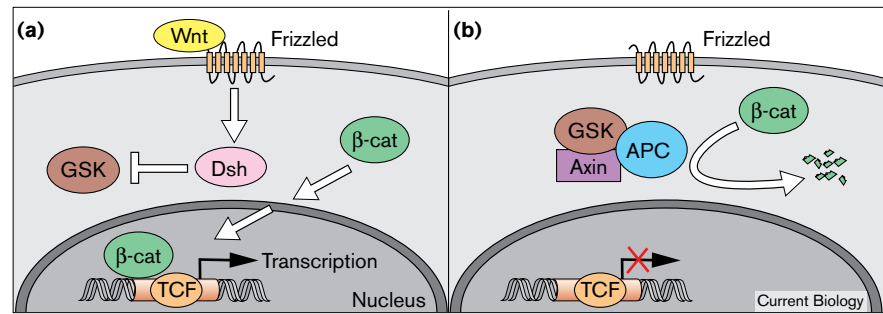 (a)
Wnt
Frizzled
β-cat
GSK
Dsh
β-cat
TCF
Transcription
Nucleus
(b)
Frizzled
β-cat
GSK
APC
Axin
TCF
Current Biology